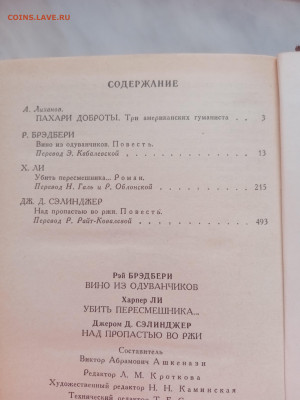 COINS.LAVE.RU
СОДЕРЖАНИЕ
А. Лиханов.
ПАХАРИ ДОБРОТЫ. Три американских гуманиста . . 3
Р. БРЭДБЕРИ
Вино из одуванчиков. Повесть.
Перевод Э. Кабалевской . . . . . . . . 13
Х. ЛИ
Убить пересмешника... Роман.
Перевод Н. Галь и Р. Облонской . . . . . . 215
ДЖ. Д. СЭЛИНДЖЕР
Над пропастью во ржи. Повесть.
Перевод Р. Райт-Ковалевой . . . . . . . 493
Рэй БРЭДБЕРИ
ВИНО ИЗ ОДУВАНЧИКОВ
Харпер ЛИ
УБИТЬ ПЕРЕСМЕШНИКА...
Джером Д. СЭЛИНДЖЕР
НАД ПРОПАСТЬЮ ВО РЖИ
Составитель
Виктор Абрамович Ашкенази
Редактор Л. М. Кроткова
Художественный редактор Н. Н. Каминская
Технический редактор